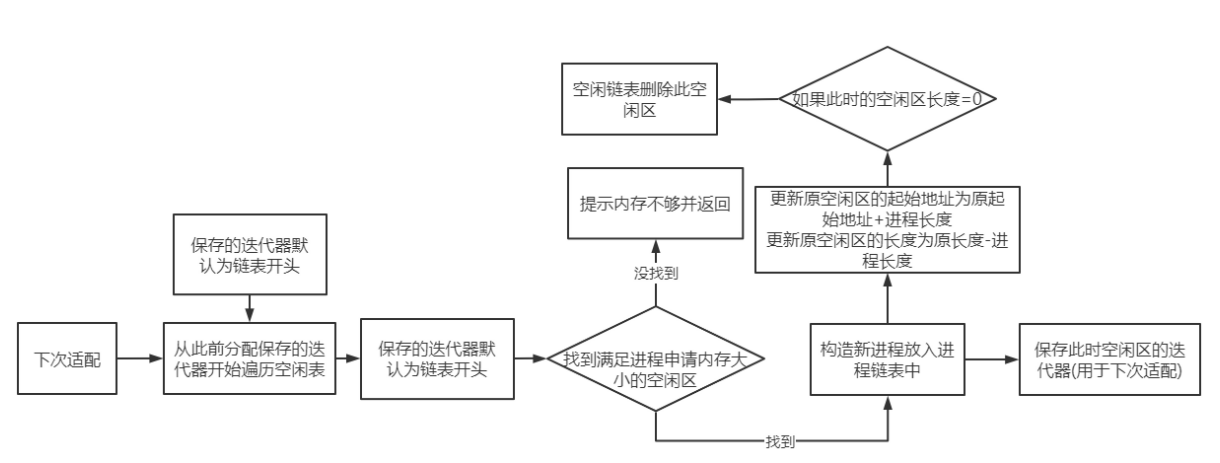 空闲链表删除此空
闲区
如果此时的空闲区长度=0
提示内存不够并返回
更新原空闲区的起始地址为原起
始地址+进程长度
更新原空闲区的长度为原长度-进
程长度
保存的迭代器默
认为链表开头
没找到
下次适配
从此前分配保存的迭
代器开始遍历空闲表
保存的迭代器默
认为链表开头
找到满足进程申请内存大
小的空闲区
构造新进程放入进
程链表中
保存此时空闲区的迭
代器(用于下次适配)
找到